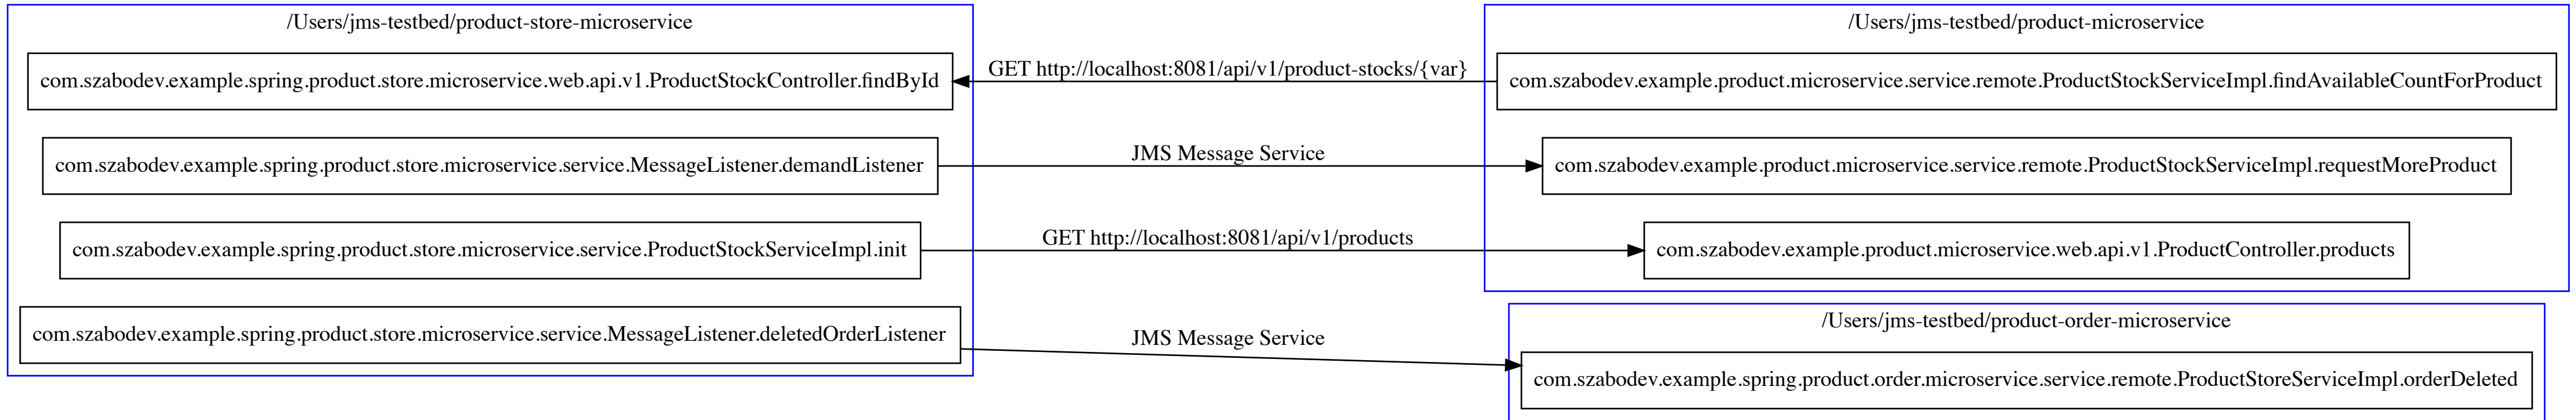 /Users/jms-testbed/product-store-microservice
/Users/jms-testbed/product-microservice
com.szabodev.example.spring.product.store.microservice.web.api.v1.ProductStockController.findById
GET http://localhost:8081/api/v1/product-stocks/{var}
com.szabodev.example.product.microservice.service.remote.ProductStockServiceImpl.findAvailableCountForProduct
com.szabodev.example.spring.product.store.microservice.service.MessageListener.demandListener
JMS Message Service
com.szabodev.example.product.microservice.service.remote.ProductStockServiceImpl.requestMoreProduct
com.szabodev.example.spring.product.store.microservice.service.ProductStockServiceImpl.init
GET http://localhost:8081/api/v1/products
com.szabodev.example.product.microservice.web.api.v1.ProductController.products
com.szabodev.example.spring.product.store.microservice.service.MessageListener.deletedOrderListener
JMS Message Service
/Users/jms-testbed/product-order-microservice
com.szabodev.example.spring.product.order.microservice.service.remote.ProductStoreServiceImpl.orderDeleted